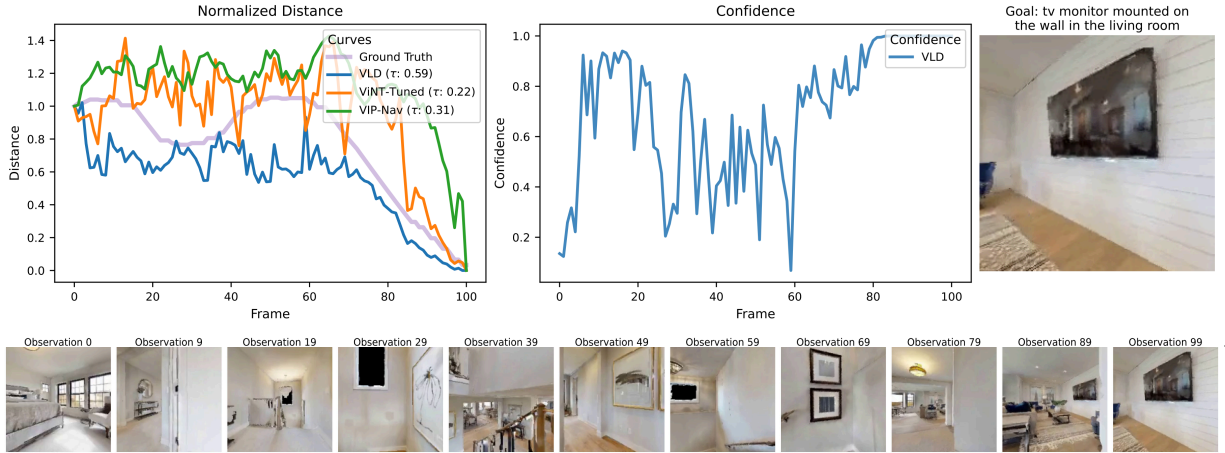 Normalized Distance
Distance
1.4
1.2
1.0
0.8
0.6
0.4
0.2
0.0
0
20
40
60
80
100
Frame
Curves
Ground Truth
VLD (τ: 0.59)
ViNT-Tuned (τ: 0.22)
VIP-Nav (τ: 0.31)
Confidence
Confidence
1.0
0.8
0.6
0.4
0.2
0
20
40
60
80
100
Frame
Confidence
VLD
Goal: tv monitor mounted on
the wall in the living room
Observation 0
Observation 9
Observation 19
Observation 29
Observation 39
Observation 49
Observation 59
Observation 69
Observation 79
Observation 89
Observation 99